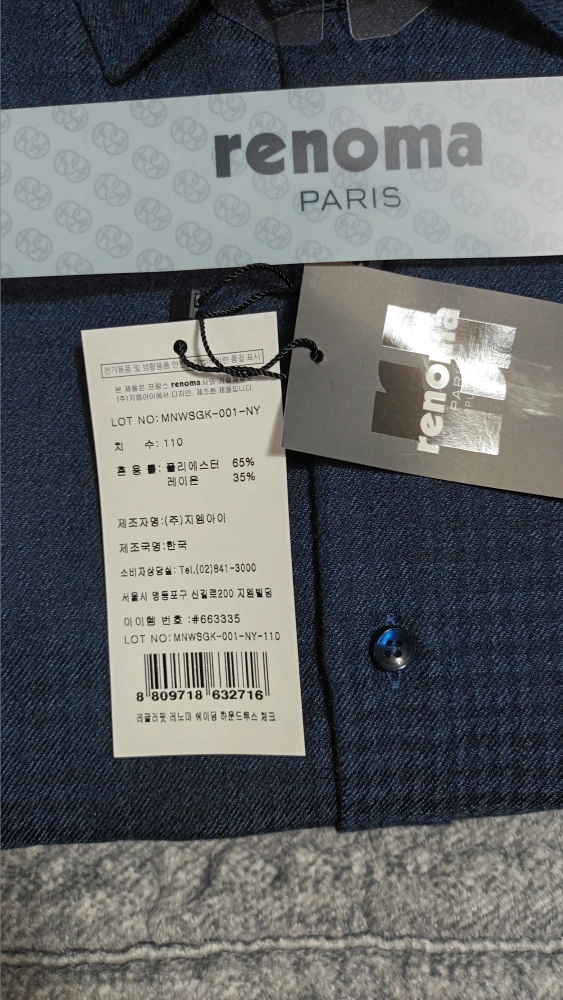 renoma
PARIS
전기용품 및 생활용품 안전 의한 품질 표시
본 제품은 프랑스 renoma 사와
(주)지엠아이에서 디자인, 제조한 제품입니다.
LOT NO: MNWSGK-001-NY
치 수: 110
혼 용 률: 폴리에스터 65%
레이온 35%
제조자명:(주)지엠아이
제조국명:한국
소비자상담실: Tel.(02)841-3000
서울시 영등포구 신길로200 지엠빌딩
아이템 번호 :#663335
LOT NO: MNWSGK-001-NY-110
8 809718 632716
레귤러핏 레노마 쉐이딩 하운드투스 체크
renoma
PARIS